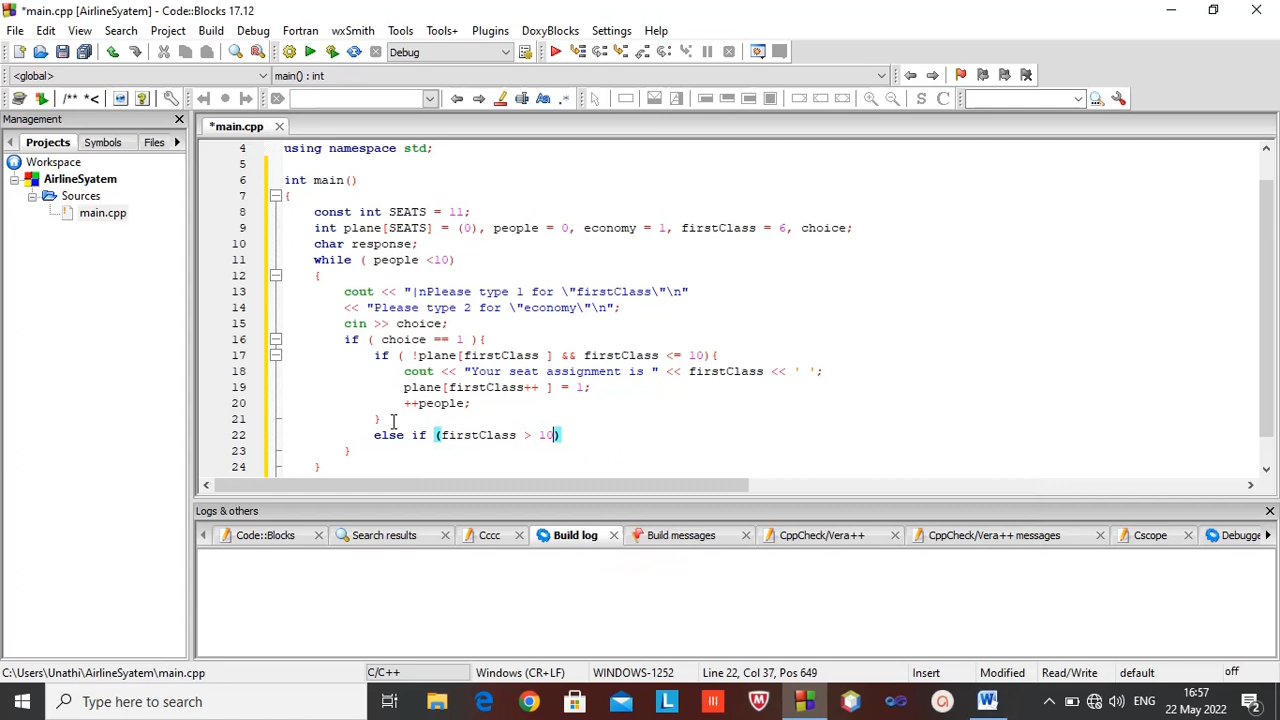 *main.cpp [AirlineSyatem] - Code::Blocks 17.12
File Edit View Search Project Build Debug Fortran wxSmith Tools Tools+ Plugins DoxyBlocks Settings Help
Debug
<global> main() : int
/** *<
Management
Projects Symbols Files
Workspace
AirlineSyatem
Sources
main.cpp
*main.cpp
4 using namespace std;
5
6 int main()
7 {
8 const int SEATS = 11;
9 int plane[SEATS] = (0), people = 0, economy = 1, firstClass = 6, choice;
10 char response;
11 while ( people <10)
12 {
13 cout << "|nPlease type 1 for \"firstClass\"\n"
14 << "Please type 2 for \"economy\"\n";
15 cin >> choice;
16 if ( choice == 1 ){
17 if ( !plane[firstClass ] && firstClass <= 10){
18 cout << "Your seat assignment is " << firstClass << ' ';
19 plane[firstClass++ ] = 1;
20 ++people;
21 }
22 else if (firstClass > 10)
23 }
24 }
Logs & others
Code::Blocks Search results Cccc Build log Build messages CppCheck/Vera++ CppCheck/Vera++ messages Cscope Debugge
C:\Users\Unathi\AirlineSyatem\main.cpp C/C++ Windows (CR+LF) WINDOWS-1252 Line 22, Col 37, Pos 649 Insert Modified Read/Write default off
Type here to search
ENG
16:57
22 May 2022